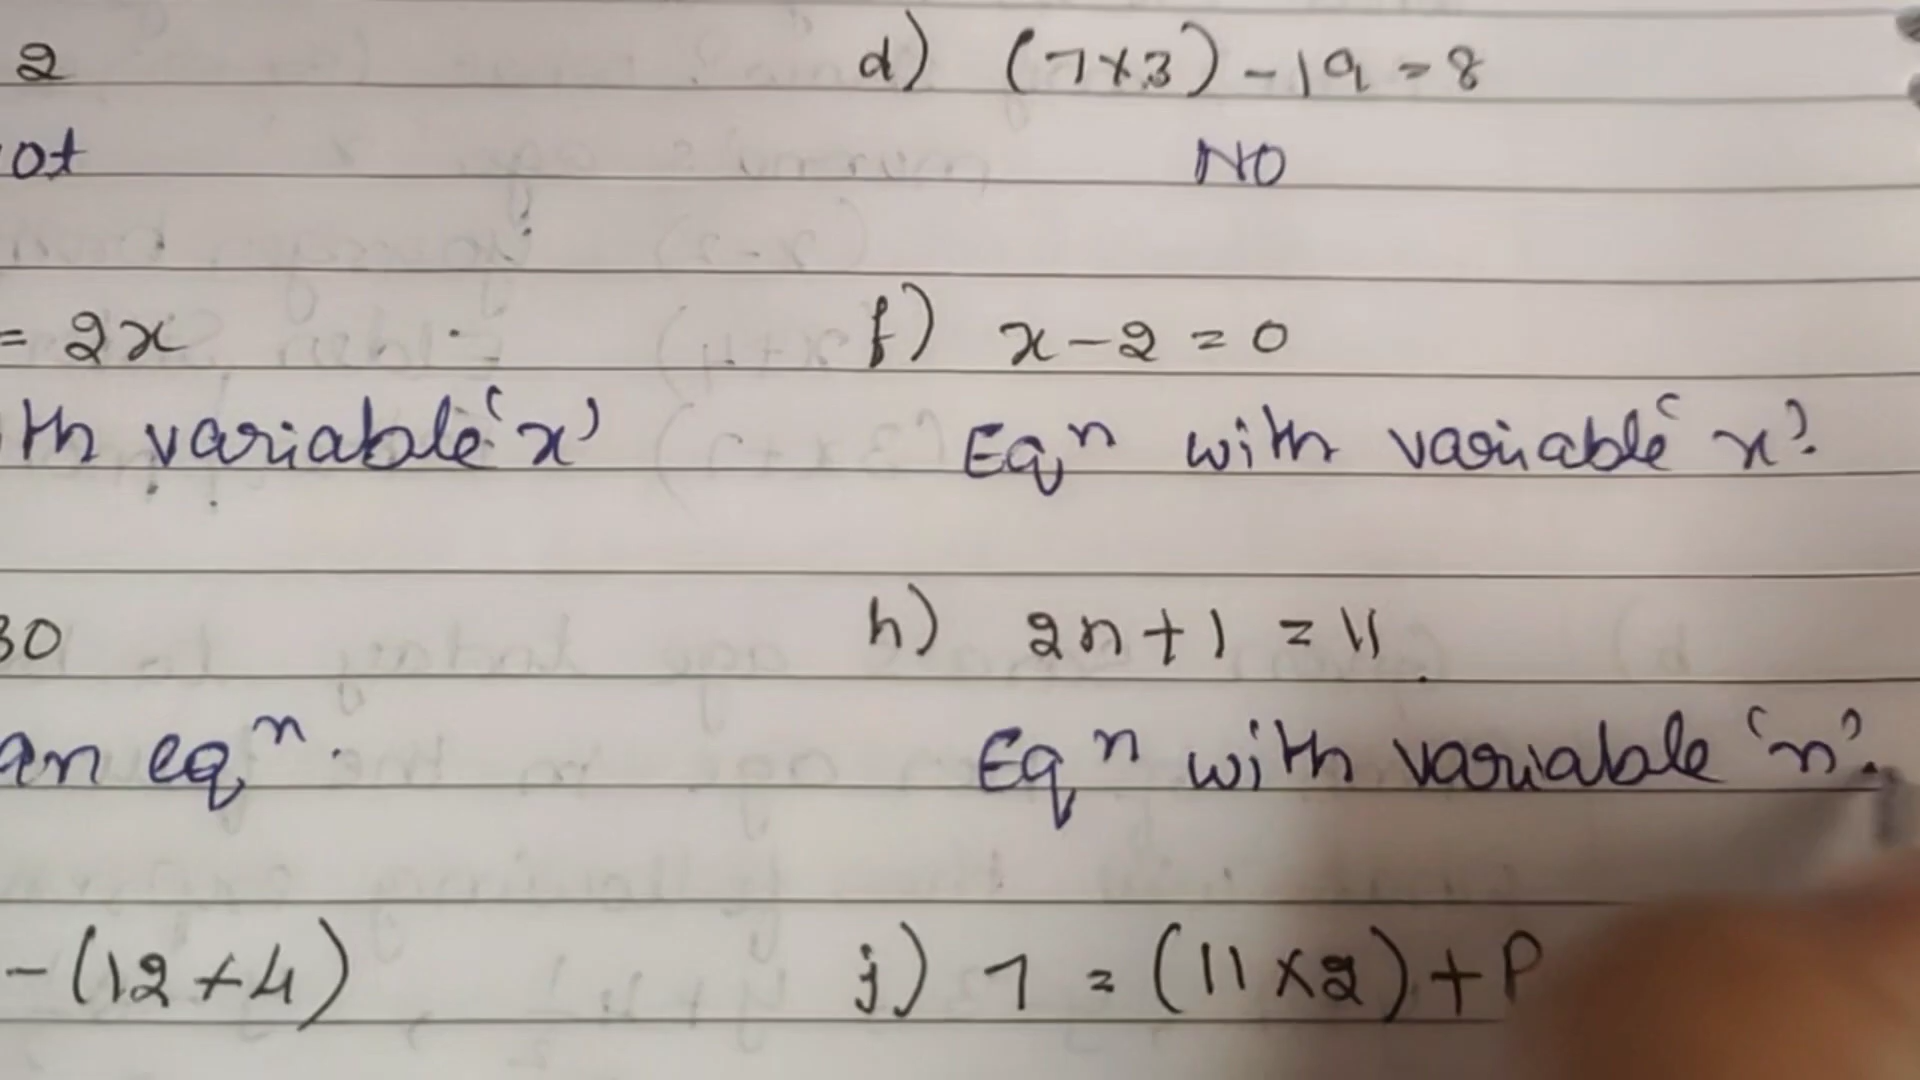 2 d) (7×3) - 19 = 8
ot NO
= 2x f) x - 2 = 0
th variable 'x' Eqⁿ with variable 'x'.
30 h) 2n + 1 = 11
an eqⁿ. Eqⁿ with variable 'n'.
- (12 + 4) j) 7 = (11 × 2) + P